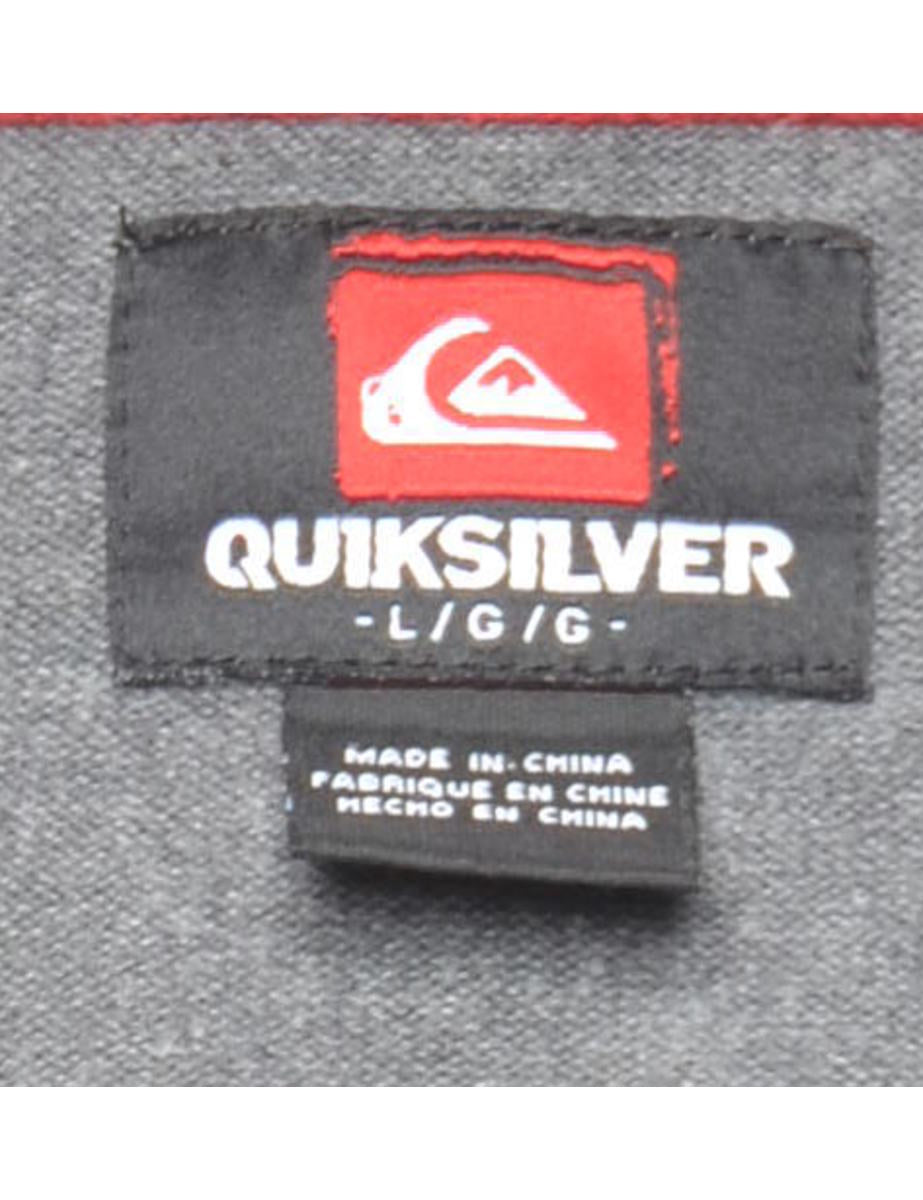 QUIKSILVER
- L / G / G -
MADE IN CHINA
FABRIQUE EN CHINE
HECHO EN CHINA